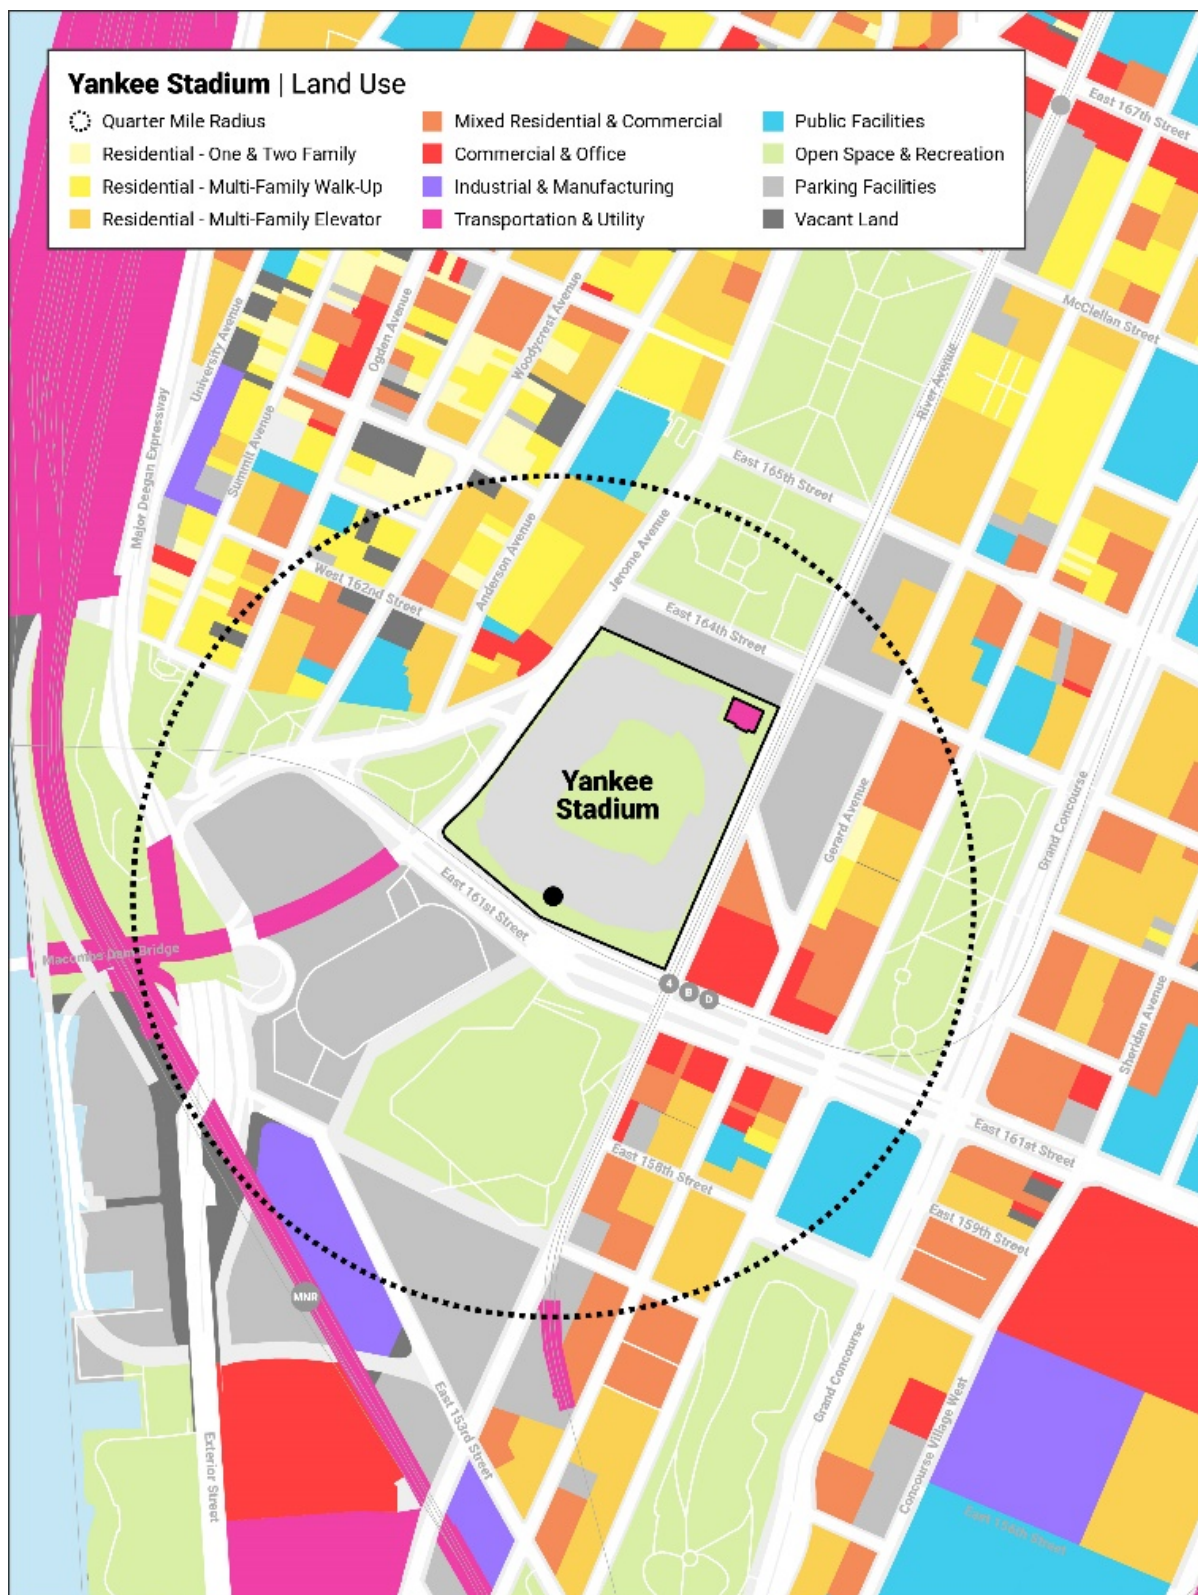 Yankee Stadium | Land Use
Quarter Mile Radius
Residential - One & Two Family
Residential - Multi-Family Walk-Up
Residential - Multi-Family Elevator
Mixed Residential & Commercial
Commercial & Office
Industrial & Manufacturing
Transportation & Utility
Public Facilities
Open Space & Recreation
Parking Facilities
Vacant Land
East 167th Street
McClellan Street
River Avenue
University Avenue
Ogden Avenue
Woodycrest Avenue
Major Deegan Expressway
Summit Avenue
East 165th Street
Jerome Avenue
Anderson Avenue
West 162nd Street
East 164th Street
Yankee
Stadium
Gerard Avenue
Grand Concourse
East 161st Street
Macombs Dam Bridge
4 B D
Sheridan Avenue
East 161st Street
East 158th Street
East 159th Street
MNR
Grand Concourse
Concourse Village West
East 153rd Street
Exterior Street
East 156th Street